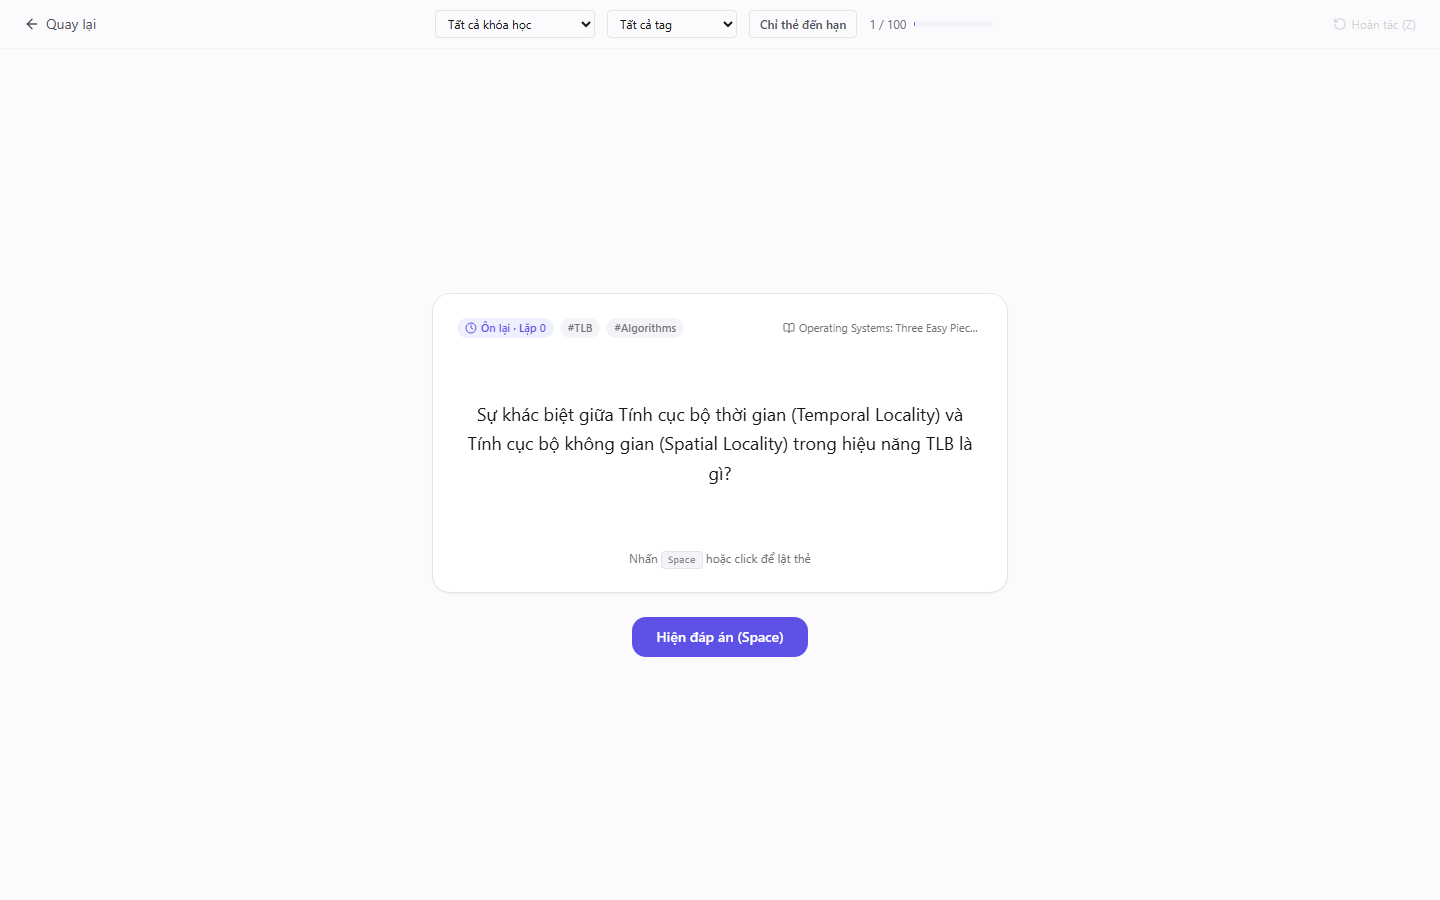 Quay lại
Tất cả khóa học
Tất cả tag
Chỉ thẻ đến hạn
1 / 100
Hoàn tác (Z)
Ôn lại · Lặp 0
#TLB
#Algorithms
Operating Systems: Three Easy Piec...
Sự khác biệt giữa Tính cục bộ thời gian (Temporal Locality) và
Tính cục bộ không gian (Spatial Locality) trong hiệu năng TLB là
gì?
Nhấn Space hoặc click để lật thẻ
Hiện đáp án (Space)